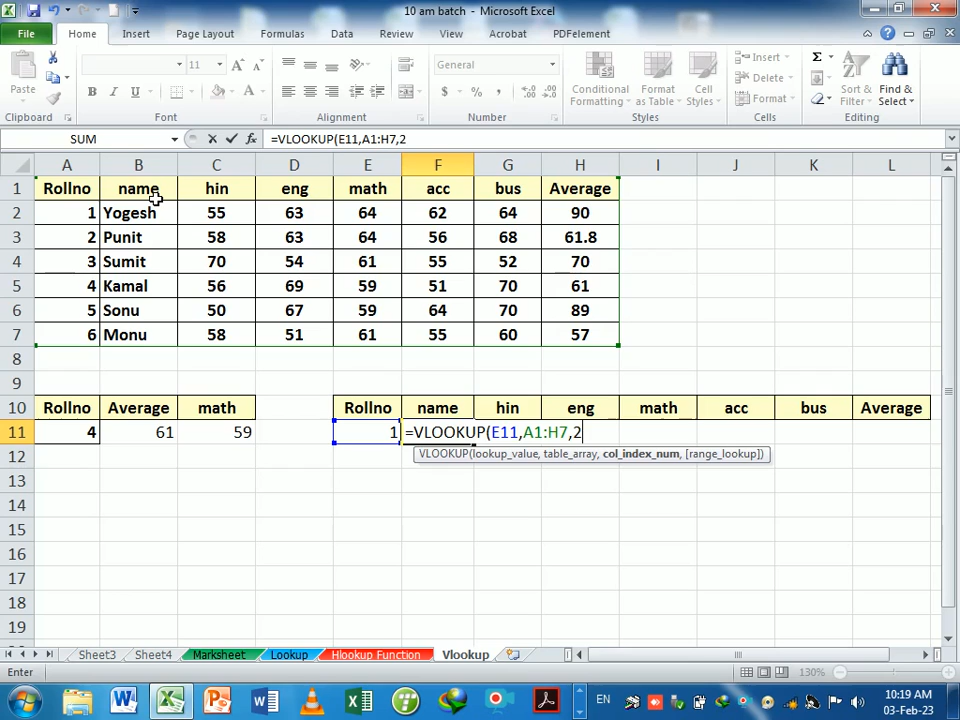 10 am batch - Microsoft Excel
File Home Insert Page Layout Formulas Data Review View Acrobat PDFelement
Paste
11
B I U A
General
$ % ,
Conditional Formatting
Format as Table
Cell Styles
Insert
Delete
Format
Sort & Filter
Find & Select
Clipboard Font Alignment Number Styles Cells Editing
SUM fx =VLOOKUP(E11,A1:H7,2
A B C D E F G H I J K L
1 Rollno name hin eng math acc bus Average
2 1 Yogesh 55 63 64 62 64 90
3 2 Punit 58 63 64 56 68 61.8
4 3 Sumit 70 54 61 55 52 70
5 4 Kamal 56 69 59 51 70 61
6 5 Sonu 50 67 59 64 70 89
7 6 Monu 58 51 61 55 60 57
8
9
10 Rollno Average math Rollno name hin eng math acc bus Average
11 4 61 59 1 =VLOOKUP(E11,A1:H7,2
VLOOKUP(lookup_value, table_array, col_index_num, [range_lookup])
12
13
14
15
16
17
18
19
Sheet3 Sheet4 Marksheet Lookup Hlookup Function Vlookup
Enter 130%
EN
10:19 AM
03-Feb-23